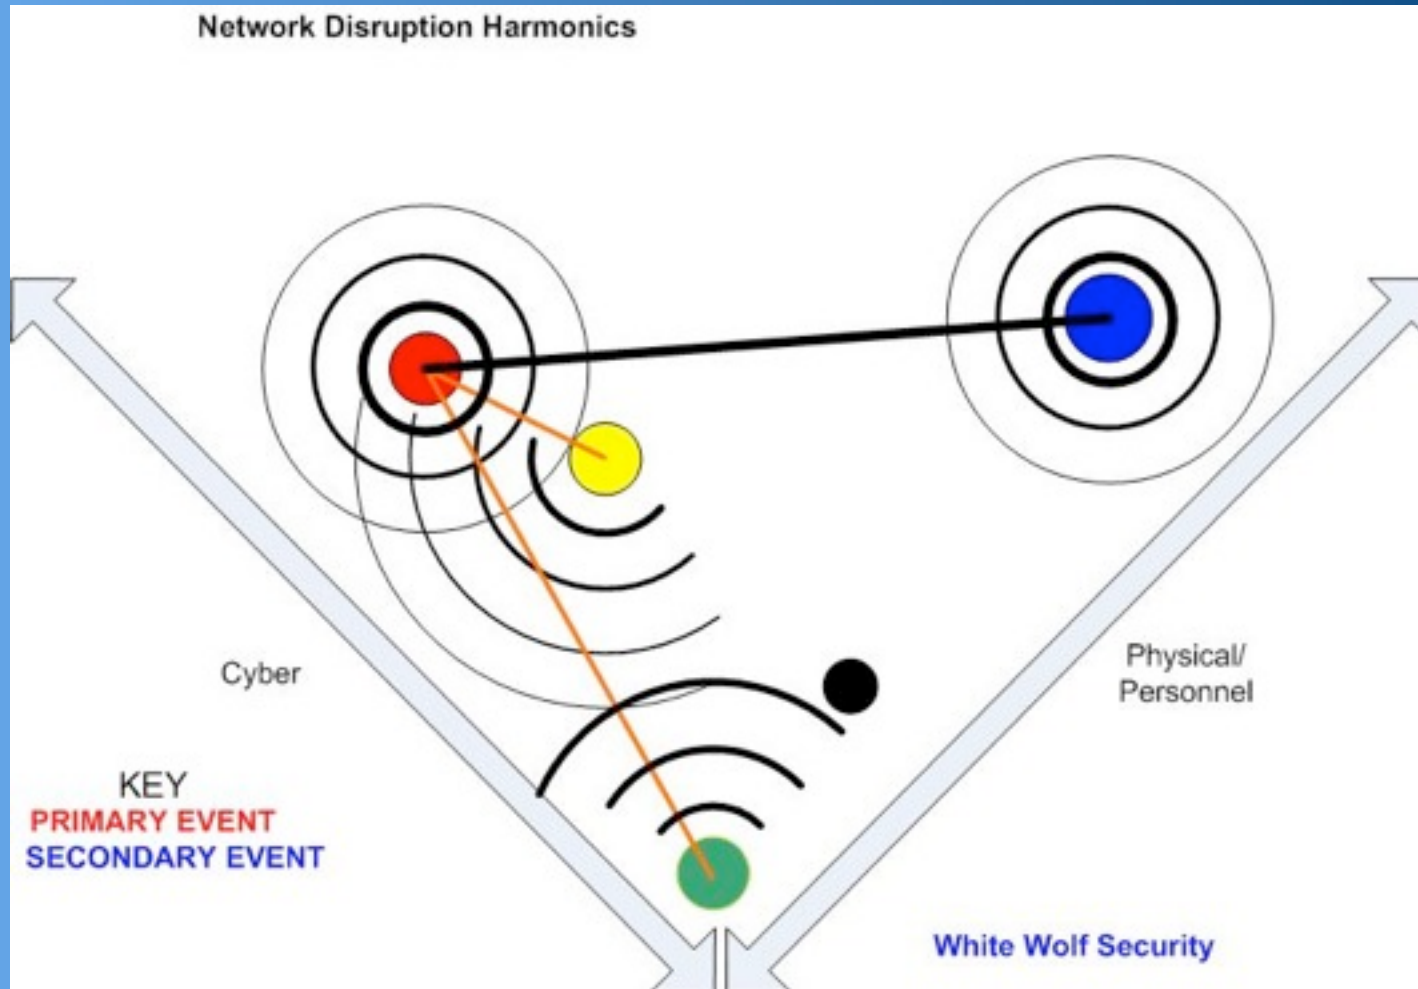 Network Disruption Harmonics
Cyber
Physical/
Personnel
KEY
PRIMARY EVENT
SECONDARY EVENT
White Wolf Security